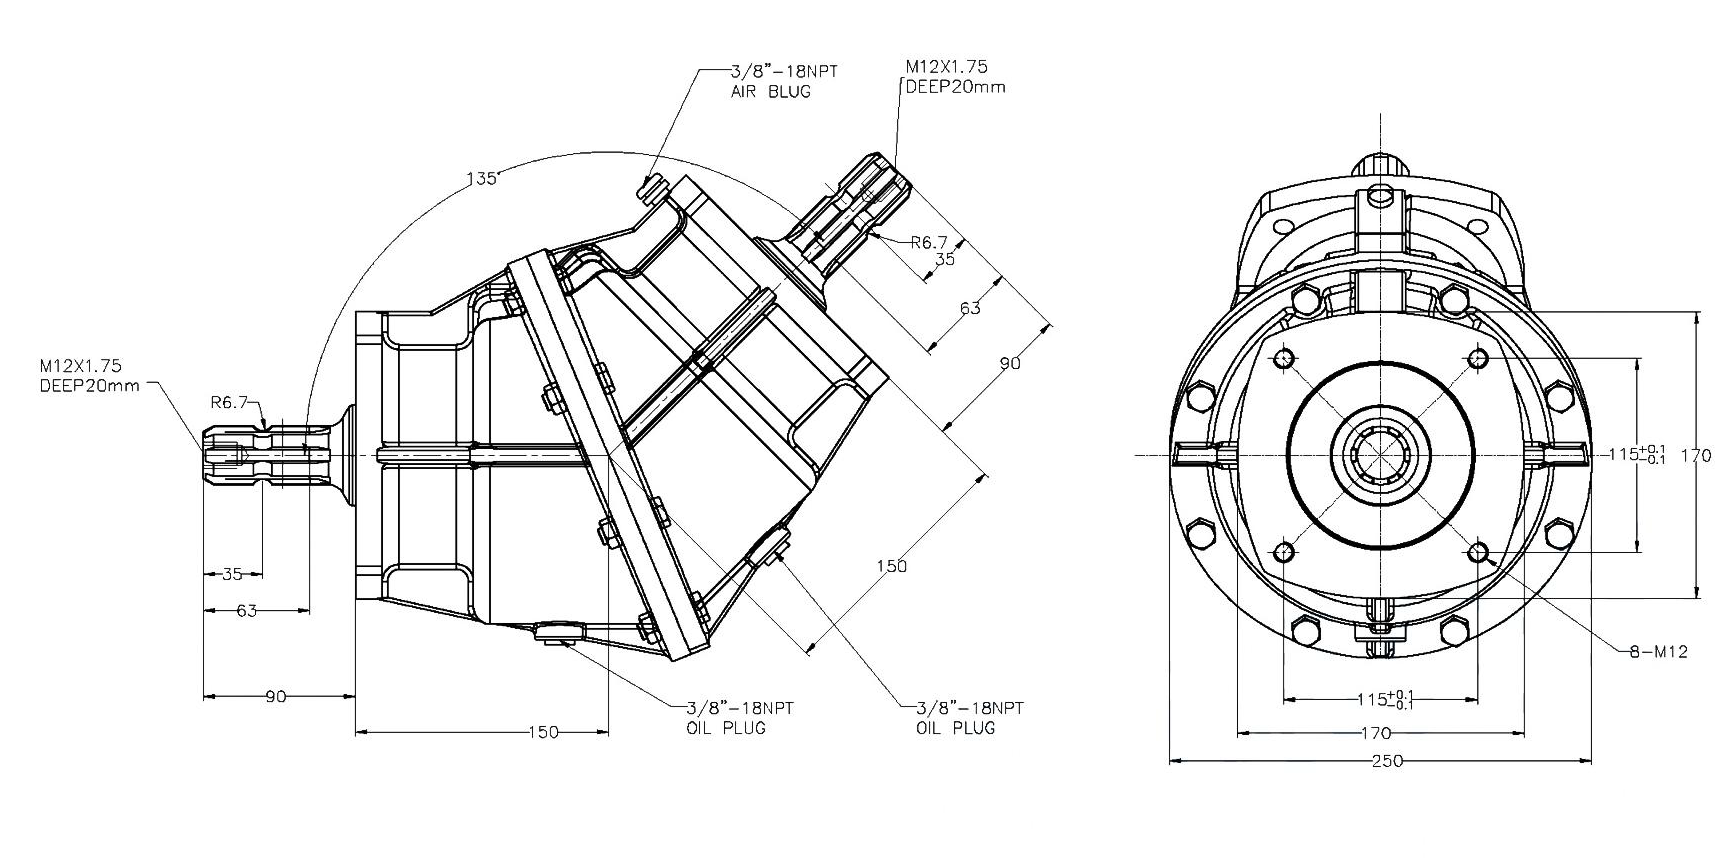 3/8"-18NPT
AIR BLUG
M12X1.75
DEEP20mm
135°
R6.7
35
63
90
150
M12X1.75
DEEP20mm
R6.7
35
63
90
150
3/8"-18NPT
OIL PLUG
3/8"-18NPT
OIL PLUG
115+0.1
-0.1
170
8-M12
115+0.1
-0.1
170
250